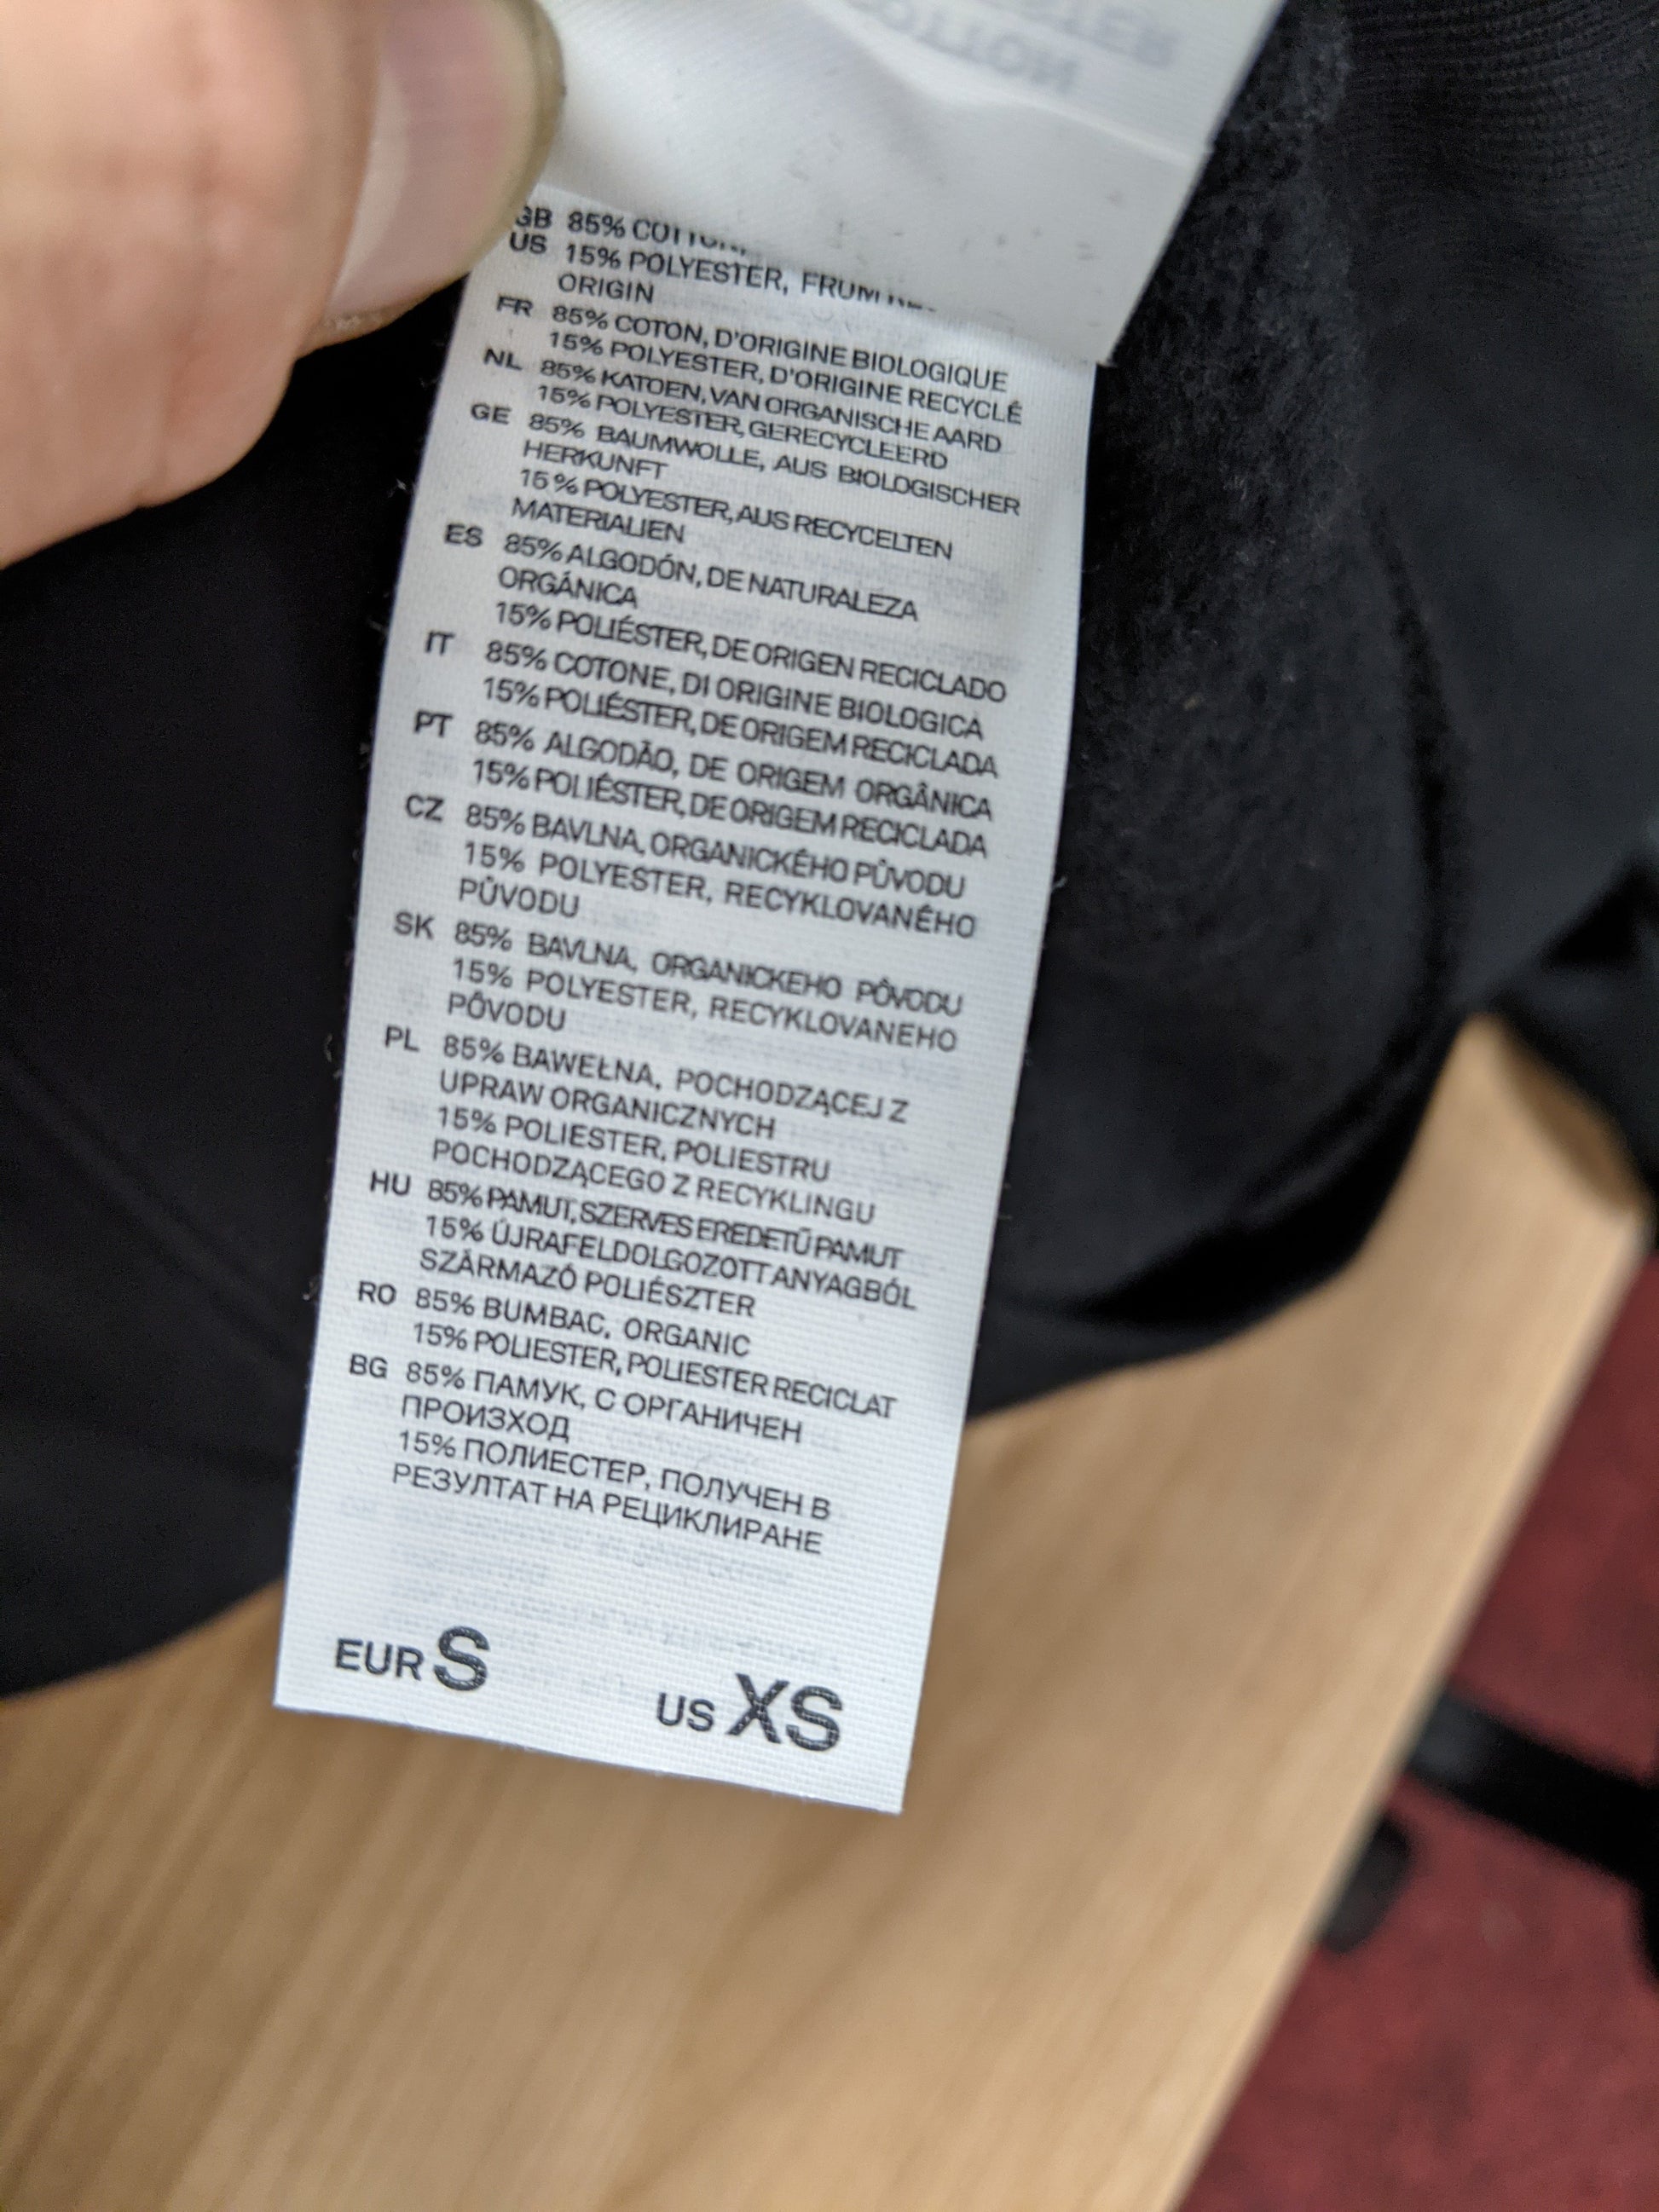 GB 85% COTTON,
US 15% POLYESTER, FROM
ORIGIN
FR 85% COTON, D'ORIGINE BIOLOGIQUE
15% POLYESTER, D'ORIGINE RECYCLÉ
NL 85% KATOEN, VAN ORGANISCHE AARD
15% POLYESTER, GERECYCLEERD
GE 85% BAUMWOLLE, AUS BIOLOGISCHER
HERKUNFT
15% POLYESTER, AUS RECYCELTEN
MATERIALIEN
ES 85% ALGODÓN, DE NATURALEZA
ORGÁNICA
15% POLIÉSTER, DE ORIGEN RECICLADO
IT 85% COTONE, DI ORIGINE BIOLOGICA
15% POLIÉSTER, DE ORIGEM RECICLADA
PT 85% ALGODÃO, DE ORIGEM ORGÂNICA
15% POLIÉSTER, DE ORIGEM RECICLADA
CZ 85% BAVLNA, ORGANICKÉHO PŮVODU
15% POLYESTER, RECYKLOVANÉHO
PŮVODU
SK 85% BAVLNA, ORGANICKEHO PÔVODU
15% POLYESTER, RECYKLOVANEHO
PÔVODU
PL 85% BAWEŁNA, POCHODZĄCEJ Z
UPRAW ORGANICZNYCH
15% POLIESTER, POLIESTRU
POCHODZĄCEGO Z RECYKLINGU
HU 85% PAMUT, SZERVES EREDETŰ PAMUT
15% ÚJRAFELDOLGOZOTT ANYAGBÓL
SZÁRMAZÓ POLIÉSZTER
RO 85% BUMBAC, ORGANIC
15% POLIESTER, POLIESTER RECICLAT
BG 85% ПАМУК, С ОРГАНИЧЕН
ПРОИЗХОД
15% ПОЛИЕСТЕР, ПОЛУЧЕН В
РЕЗУЛТАТ НА РЕЦИКЛИРАНЕ
EUR S
US XS